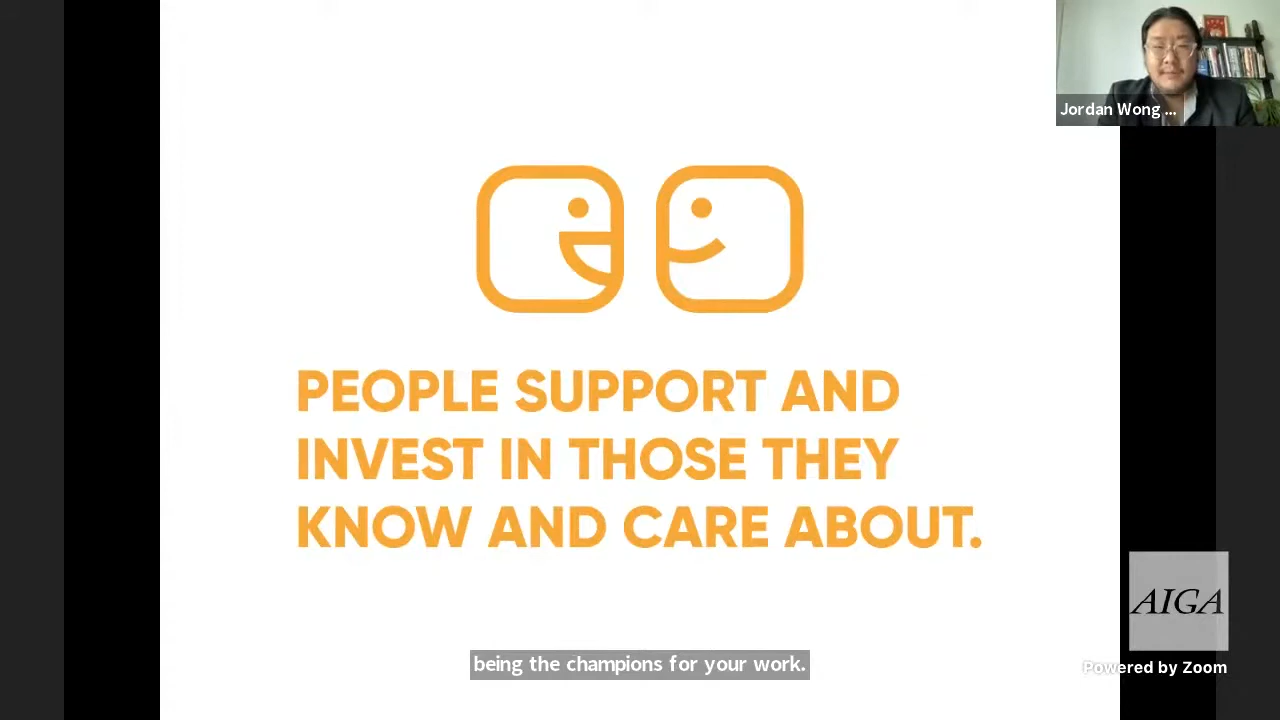 Jordan Wong ...
PEOPLE SUPPORT AND
INVEST IN THOSE THEY
KNOW AND CARE ABOUT.
AIGA
being the champions for your work.
Powered by Zoom